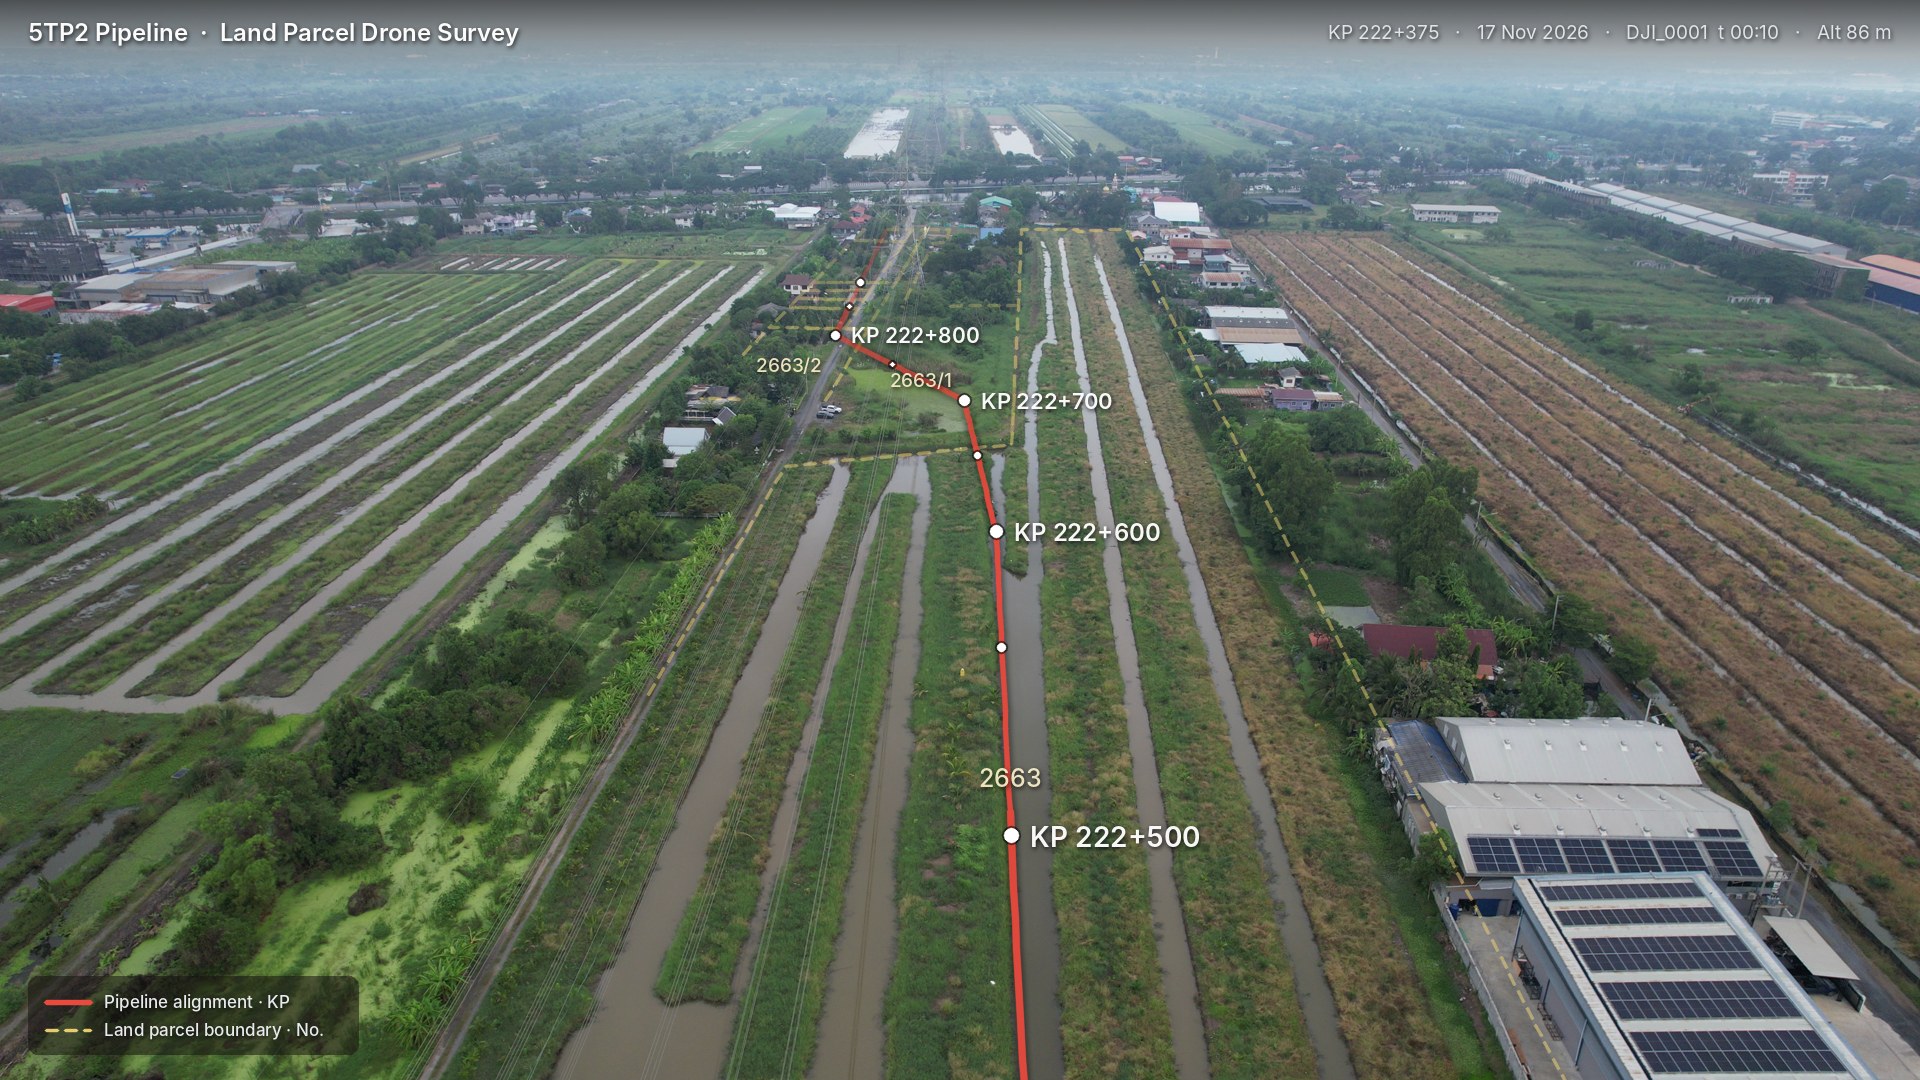 5TP2 Pipeline · Land Parcel Drone Survey
KP 222+375 · 17 Nov 2026 · DJI_0001 t 00:10 · Alt 86 m
KP 222+800
2663/2
2663/1
KP 222+700
KP 222+600
2663
KP 222+500
Pipeline alignment · KP
Land parcel boundary · No.